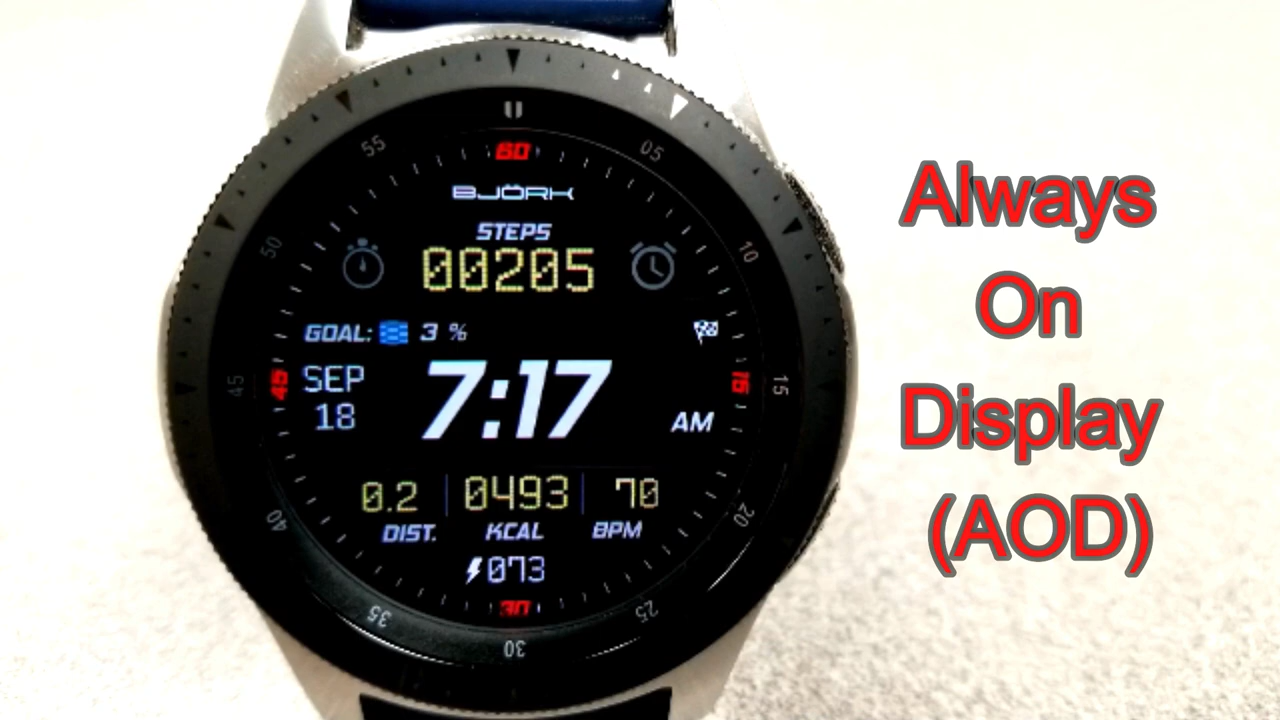 55
05
60
BJÖRK
STEPS
00205
50
10
GOAL: 3 %
SEP
18
7:17
AM
45
45
15
15
0.2
0493
70
DIST.
KCAL
BPM
073
40
20
30
35
25
30
Always
On
Display
(AOD)